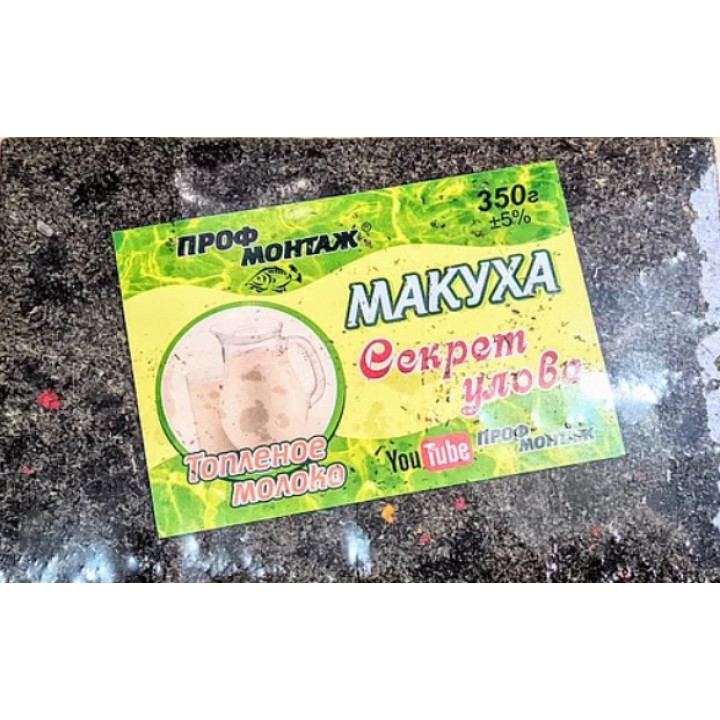 ПРОФ
МОНТАЖ®
350г
±5%
МАКУХА
Секрет
улова
Топленое
молоко
YouTube
ПРОФ
МОНТАЖ